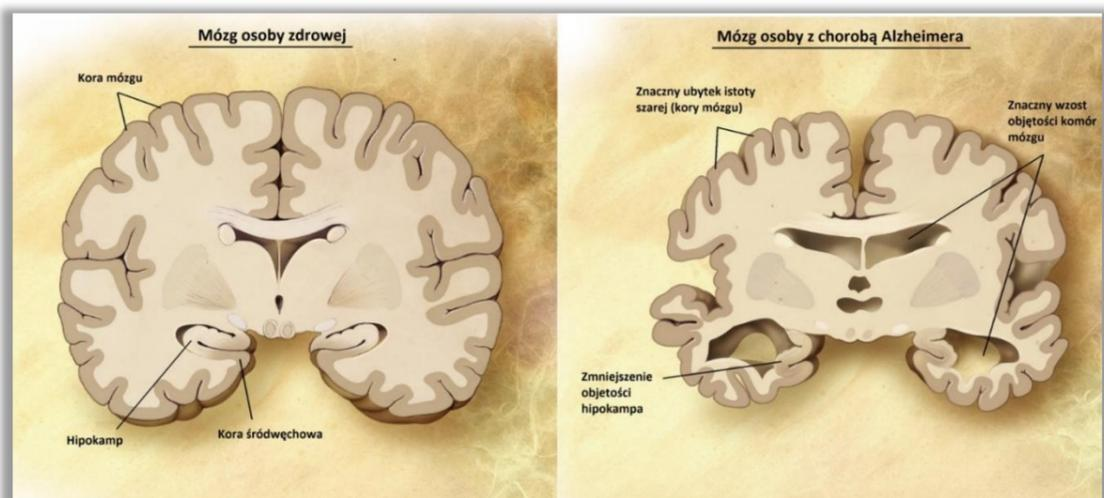 Mózg osoby zdrowej
Kora mózgu
Hipokamp
Kora śródwęchowa
Mózg osoby z chorobą Alzheimera
Znaczny ubytek istoty
szarej (kory mózgu)
Znaczny wzost
objętości komór
mózgu
Zmniejszenie
objetości
hipokampa